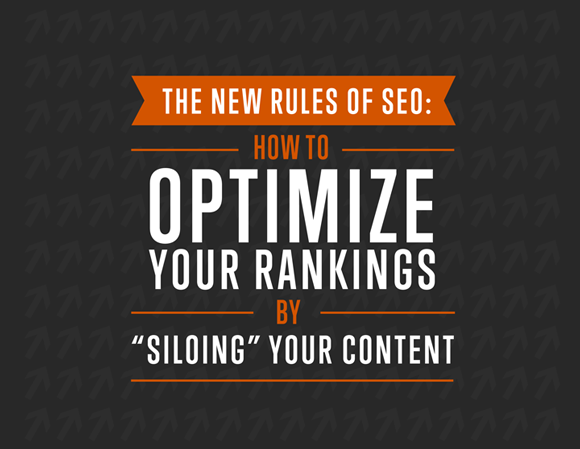 THE NEW RULES OF SEO:
HOW TO
OPTIMIZE
YOUR RANKINGS
BY
“SILOING” YOUR CONTENT